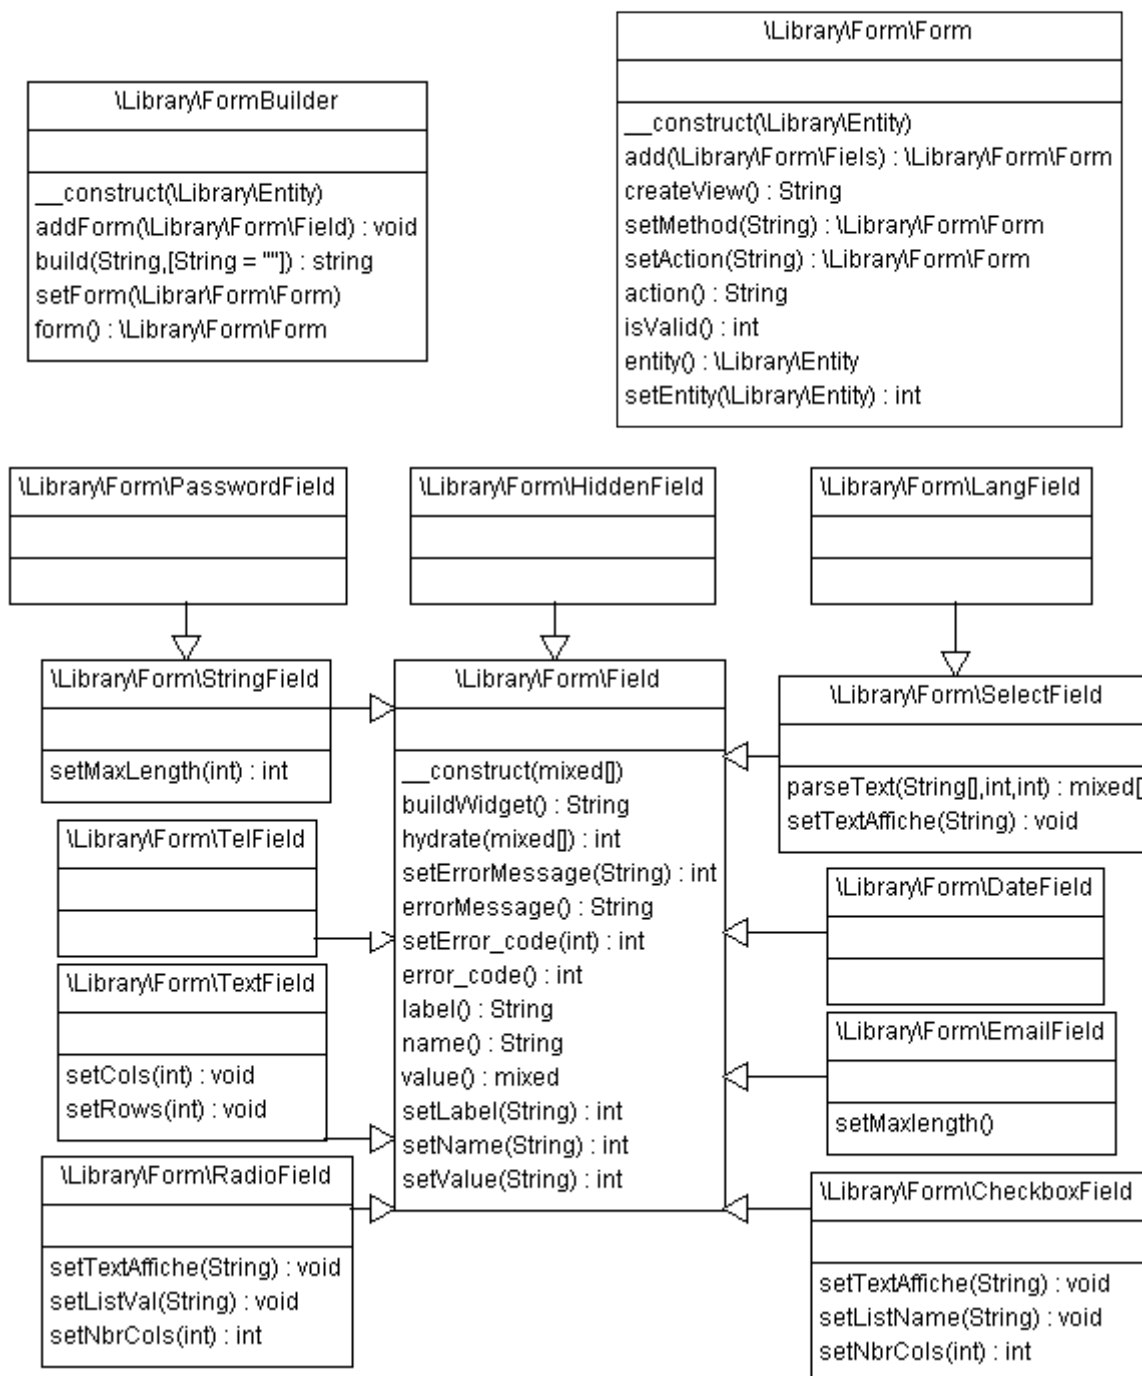 \Library\FormBuilder
__construct(\Library\Entity)
addForm(\Library\Form\Field) : void
build(String,[String = ""]) : string
setForm(\Librar\Form\Form)
form() : \Library\Form\Form
\Library\Form\Form
__construct(\Library\Entity)
add(\Library\Form\Fiels) : \Library\Form\Form
createView() : String
setMethod(String) : \Library\Form\Form
setAction(String) : \Library\Form\Form
action() : String
isValid() : int
entity() : \Library\Entity
setEntity(\Library\Entity) : int
\Library\Form\PasswordField
\Library\Form\HiddenField
\Library\Form\LangField
\Library\Form\StringField
setMaxLength(int) : int
\Library\Form\TelField
\Library\Form\TextField
setCols(int) : void
setRows(int) : void
\Library\Form\RadioField
setTextAffiche(String) : void
setListVal(String) : void
setNbrCols(int) : int
\Library\Form\Field
__construct(mixed[])
buildWidget() : String
hydrate(mixed[]) : int
setErrorMessage(String) : int
errorMessage() : String
setError_code(int) : int
error_code() : int
label() : String
name() : String
value() : mixed
setLabel(String) : int
setName(String) : int
setValue(String) : int
\Library\Form\SelectField
parseText(String[],int,int) : mixed[]
setTextAffiche(String) : void
\Library\Form\DateField
\Library\Form\EmailField
setMaxlength()
\Library\Form\CheckboxField
setTextAffiche(String) : void
setListName(String) : void
setNbrCols(int) : int